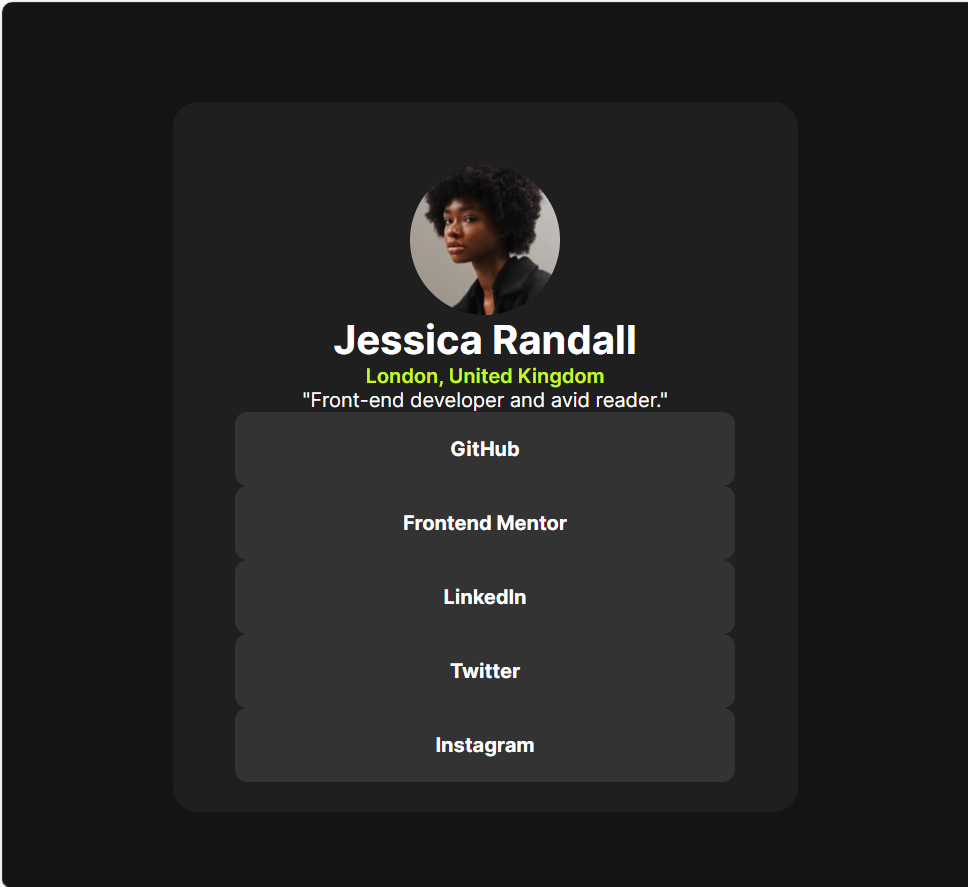 Jessica Randall
London, United Kingdom
"Front-end developer and avid reader."
GitHub
Frontend Mentor
LinkedIn
Twitter
Instagram